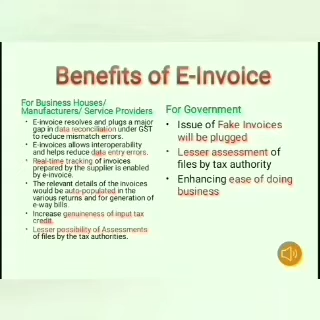 Benefits of E-Invoice
For Business Houses/
Manufacturers/ Service Providers
• E-invoice resolves and plugs a major
gap in data reconciliation under GST
to reduce mismatch errors.
• E-invoices allows interoperability
and helps reduce data entry errors.
• Real-time tracking of invoices
prepared by the supplier is enabled
by e-invoice.
• The relevant details of the invoices
would be auto-populated in the
various returns and for generation of
e-way bills.
• Increase genuineness of input tax
credit.
• Lesser possibility of Assessments
of files by the tax authorities.
For Government
• Issue of Fake Invoices
will be plugged
• Lesser assessment of
files by tax authority
• Enhancing ease of doing
business